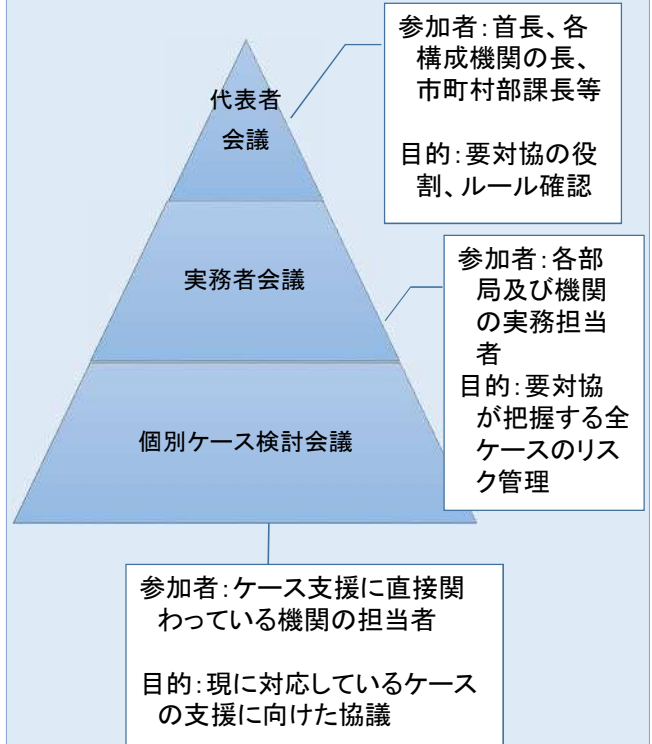 代表者
会議
参加者：首長、各
構成機関の長、
市町村部課長等
目的：要対協の役
割、ルール確認
実務者会議
参加者：各部
局及び機関
の実務担当
者
目的：要対協
が把握する全
ケースのリス
ク管理
個別ケース検討会議
参加者：ケース支援に直接関
わっている機関の担当者
目的：現に対応しているケース
の支援に向けた協議